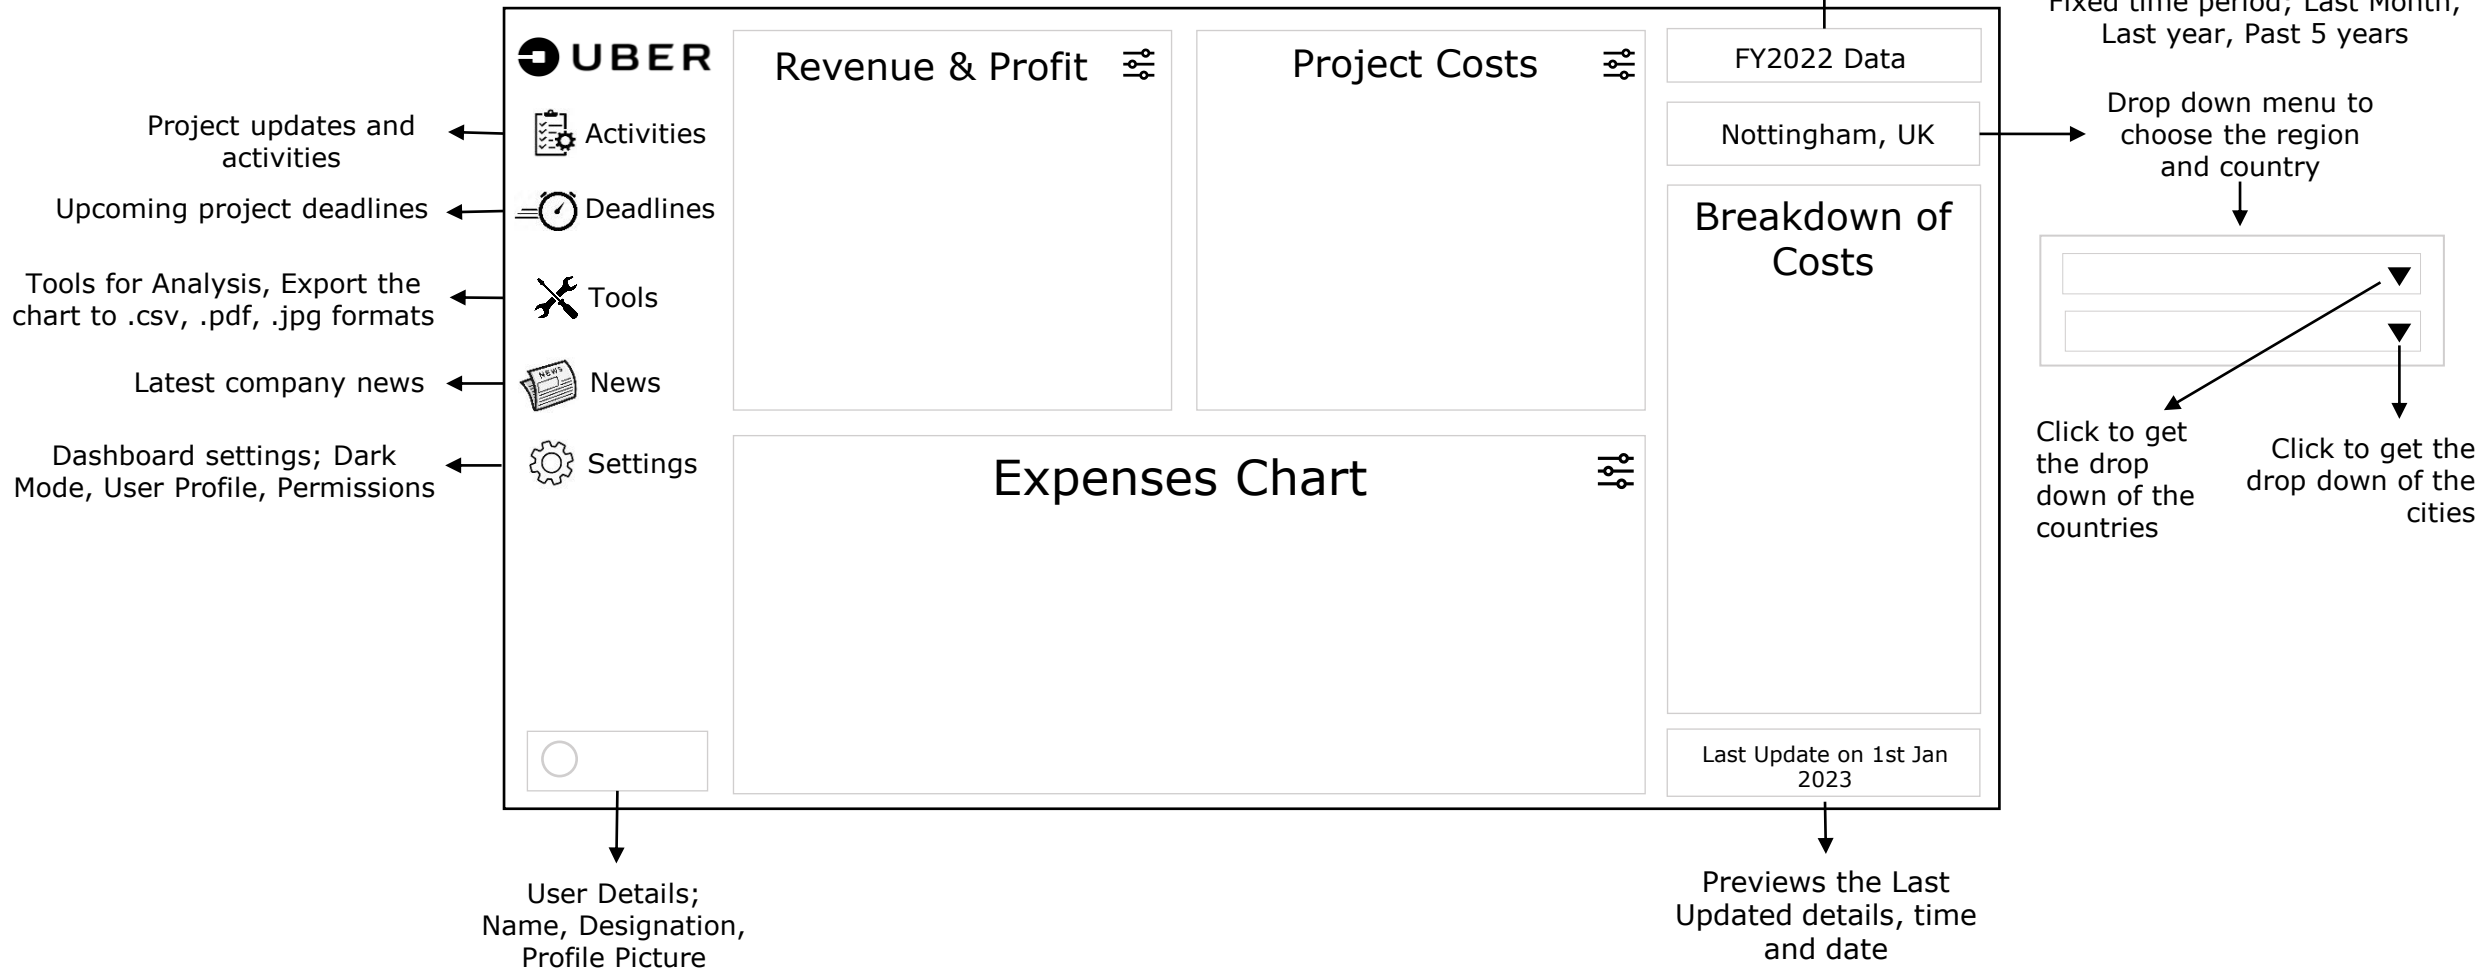 Fixed time period; Last Month,
Last year, Past 5 years
UBER
Revenue & Profit
Project Costs
FY2022 Data
Drop down menu to
choose the region
and country
Project updates and
activities
Activities
Nottingham, UK
Upcoming project deadlines
Deadlines
Breakdown of
Costs
Tools for Analysis, Export the
chart to .csv, .pdf, .jpg formats
Tools
Latest company news
NEWS
News
Click to get
the drop
down of the
countries
Click to get the
drop down of the
cities
Dashboard settings; Dark
Mode, User Profile, Permissions
Settings
Expenses Chart
Last Update on 1st Jan
2023
User Details;
Name, Designation,
Profile Picture
Previews the Last
Updated details, time
and date